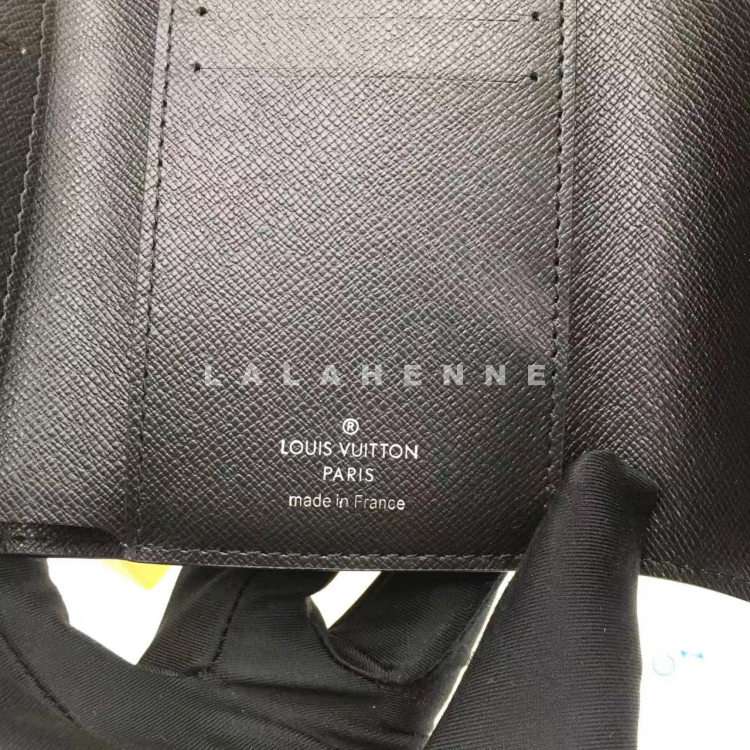 LALAHENNE
®
LOUIS VUITTON
PARIS
made in France